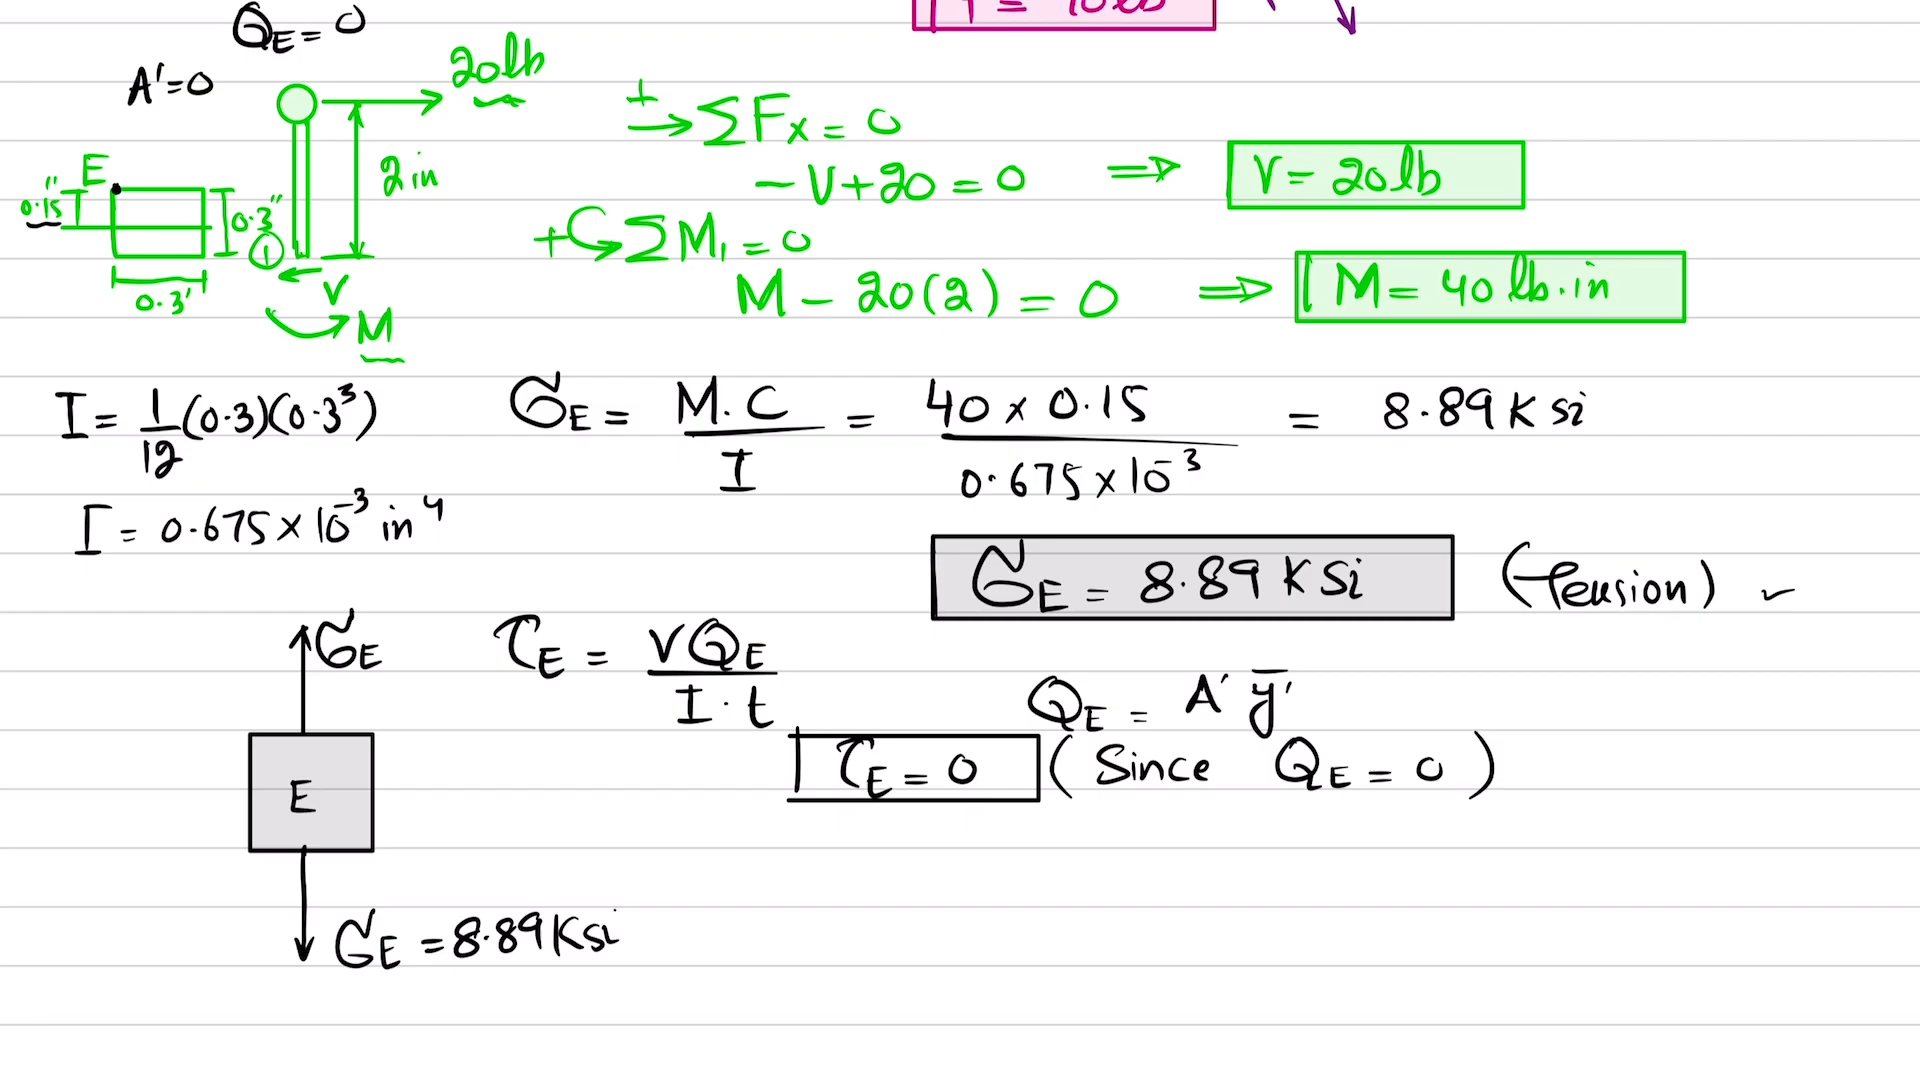 T = 10lb
Q_E = 0
20lb
A' = 0
+→ ΣFx = 0
-V + 20 = 0 ⇒ V = 20lb
E
2 in
0.15"
0.3"
1
0.3'
V
M
+ ΣM₁ = 0
M - 20(2) = 0 ⇒ M = 40 lb.in
I = 1/12 (0.3)(0.3³)
σ_E = M.C / I = 40 × 0.15 / 0.675 × 10⁻³ = 8.89 Ksi
I = 0.675 × 10⁻³ in⁴
σ_E = 8.89 Ksi (Tension)
σ_E
τ_E = VQ_E / I · t
Q_E = A' ȳ'
τ_E = 0 (Since Q_E = 0)
E
σ_E = 8.89 Ksi